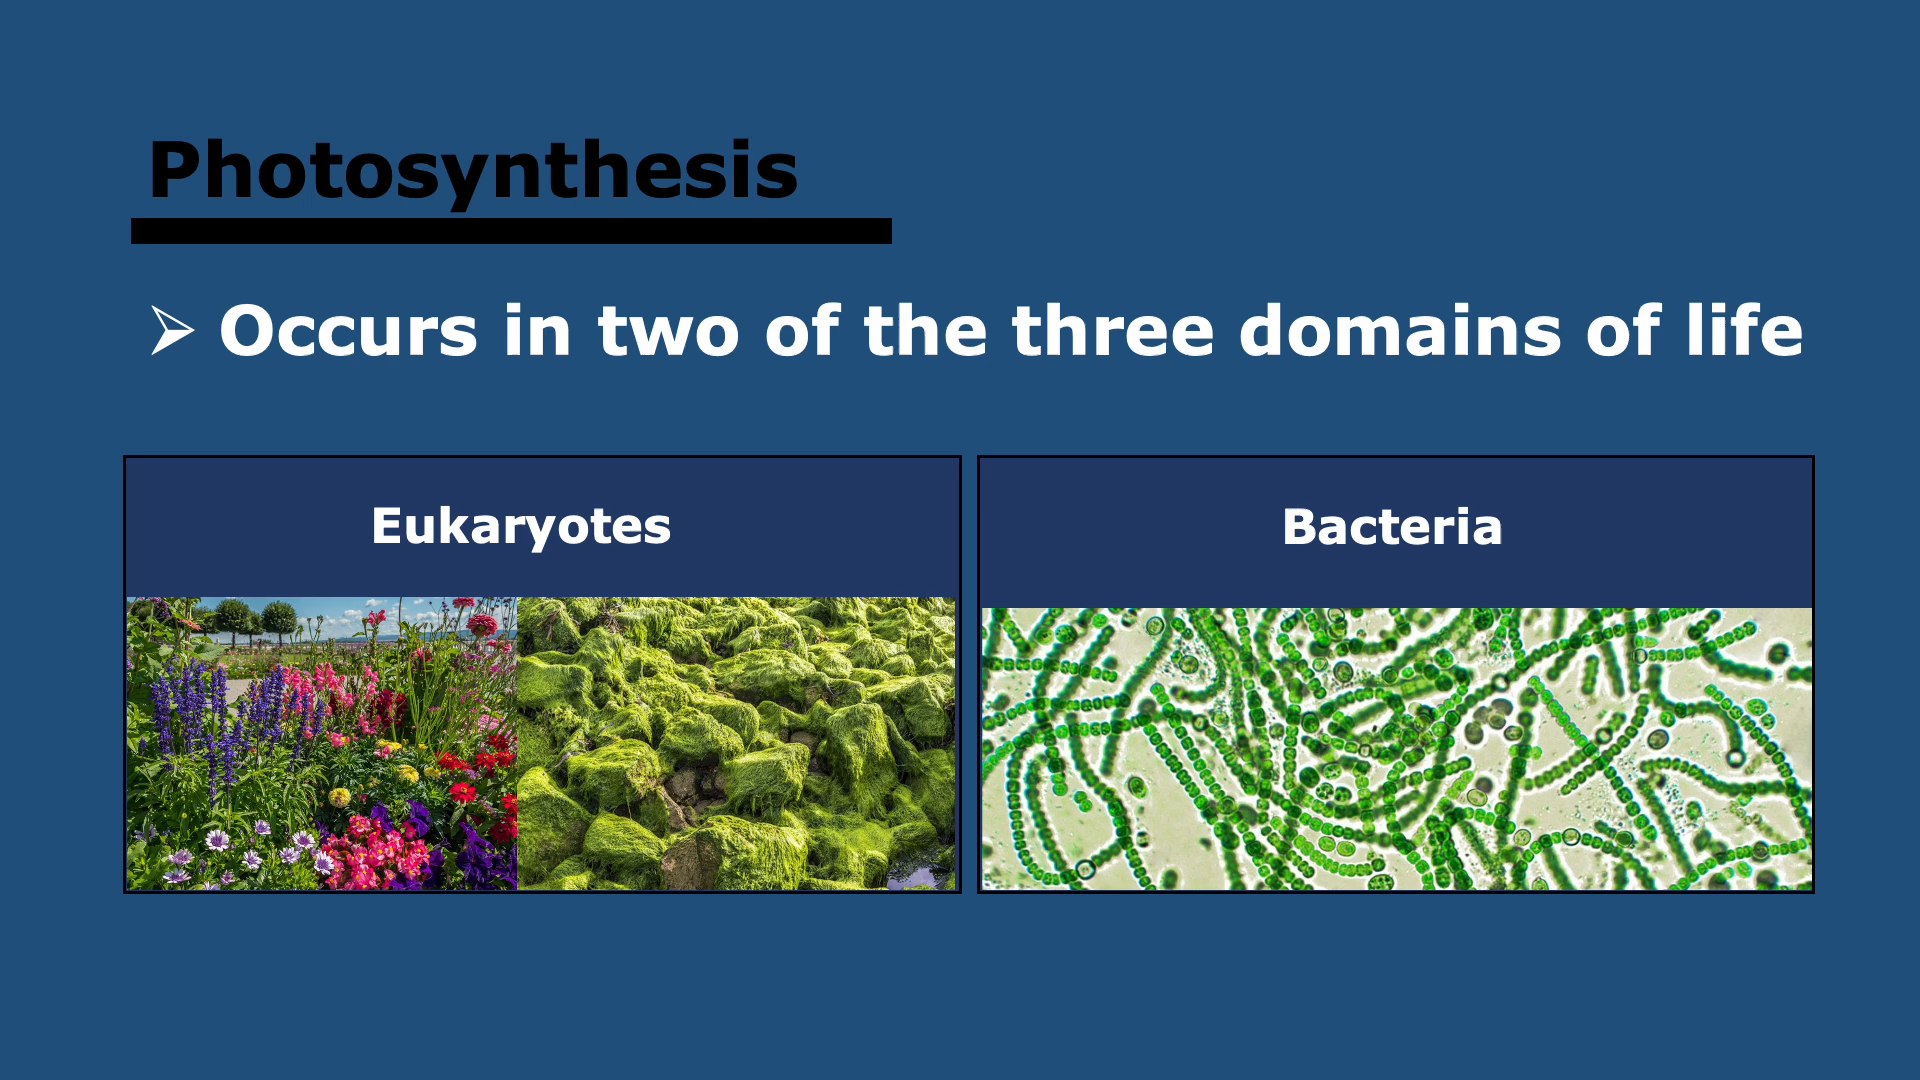 Photosynthesis
➢ Occurs in two of the three domains of life
Eukaryotes
Bacteria